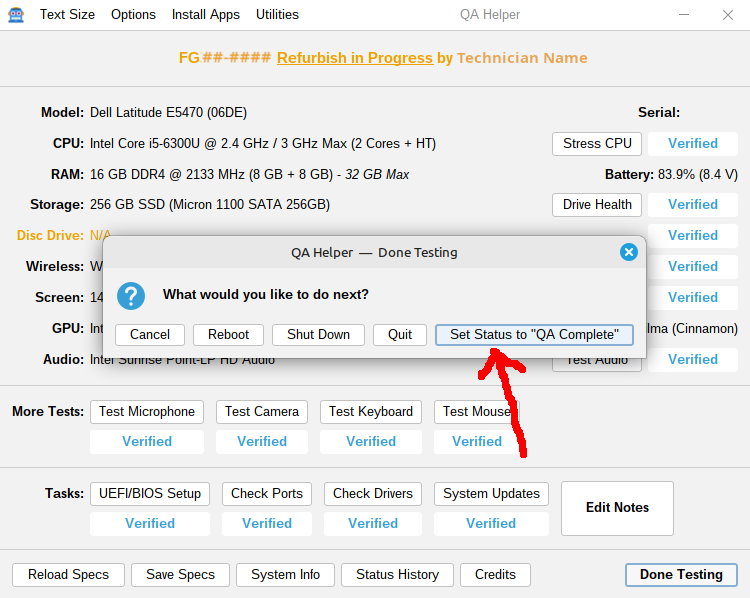 Text Size Options Install Apps Utilities QA Helper
FG##-#### Refurbish in Progress by Technician Name
Model: Dell Latitude E5470 (06DE) Serial:
CPU: Intel Core i5-6300U @ 2.4 GHz / 3 GHz Max (2 Cores + HT) Stress CPU Verified
RAM: 16 GB DDR4 @ 2133 MHz (8 GB + 8 GB) - 32 GB Max Battery: 83.9% (8.4 V)
Storage: 256 GB SSD (Micron 1100 SATA 256GB) Drive Health Verified
Disc Drive: N/A Verified
QA Helper — Done Testing
Wireless: W Verified
What would you like to do next?
Screen: 14 Verified
GPU: Int lma (Cinnamon)
Cancel Reboot Shut Down Quit Set Status to "QA Complete"
Audio: Intel Sunrise Point-LP HD Audio Test Audio Verified
More Tests: Test Microphone Test Camera Test Keyboard Test Mouse
Verified Verified Verified Verified
Tasks: UEFI/BIOS Setup Check Ports Check Drivers System Updates Edit Notes
Verified Verified Verified Verified
Reload Specs Save Specs System Info Status History Credits Done Testing